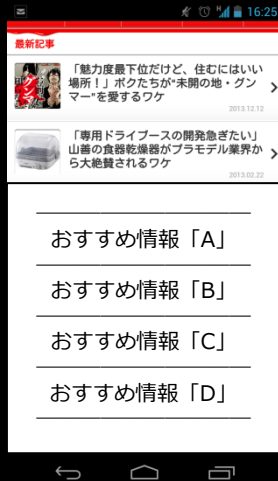 16:25
最新記事
「魅力度最下位だけど、住むにはいい
場所！」ボクたちが"未開の地・グン
マー"を愛するワケ
2013.12.12
「専用ドライブースの開発急ぎたい」
山善の食器乾燥器がプラモデル業界か
ら大絶賛されるワケ
2013.02.22
おすすめ情報「A」
おすすめ情報「B」
おすすめ情報「C」
おすすめ情報「D」